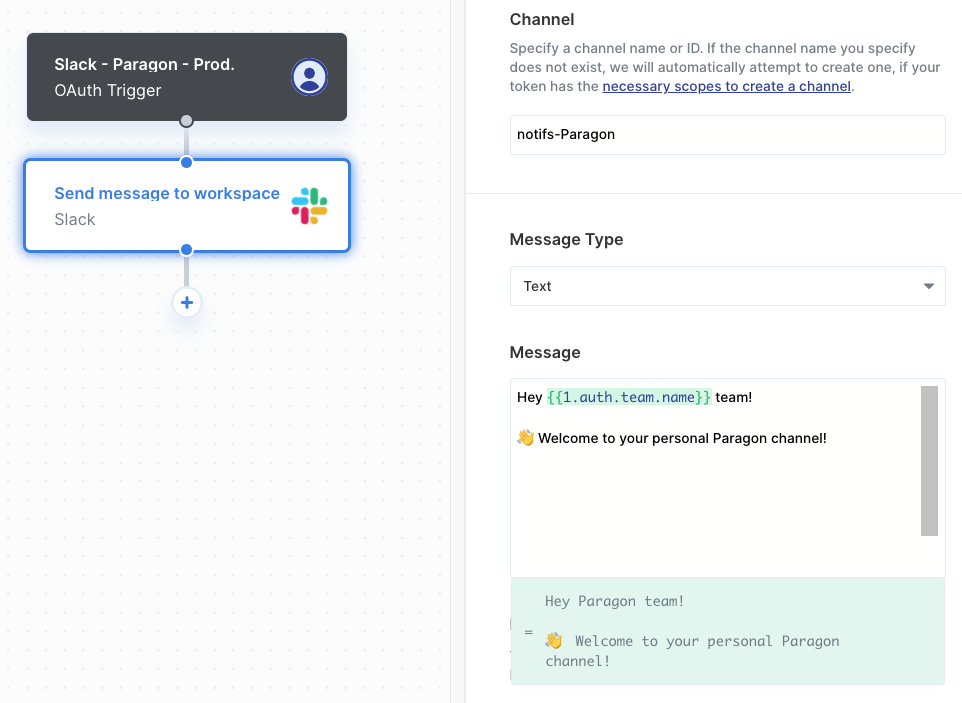 Slack - Paragon - Prod.
OAuth Trigger
Send message to workspace
Slack
+
Channel
Specify a channel name or ID. If the channel name you specify
does not exist, we will automatically attempt to create one, if your
token has the necessary scopes to create a channel.
notifs-Paragon
Message Type
Text
Message
Hey {{1.auth.team.name}} team!
👋 Welcome to your personal Paragon channel!
Hey Paragon team!
=
👋 Welcome to your personal Paragon
channel!